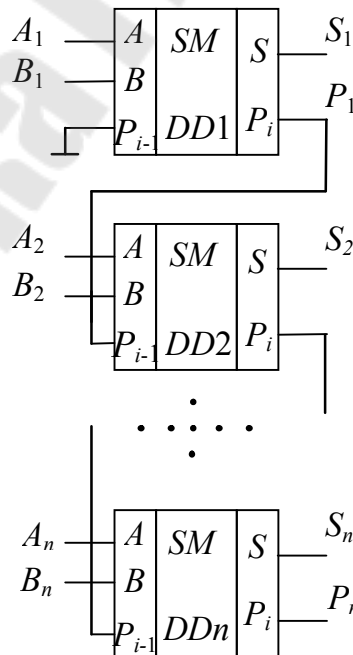 A₁ A SM S S₁
B₁ B P₁
Pᵢ₋₁ DD1 Pᵢ
A₂ A SM S S₂
B₂ B
Pᵢ₋₁ DD2 Pᵢ
Aₙ A SM S Sₙ
Bₙ B Pₙ
Pᵢ₋₁ DDn Pᵢ